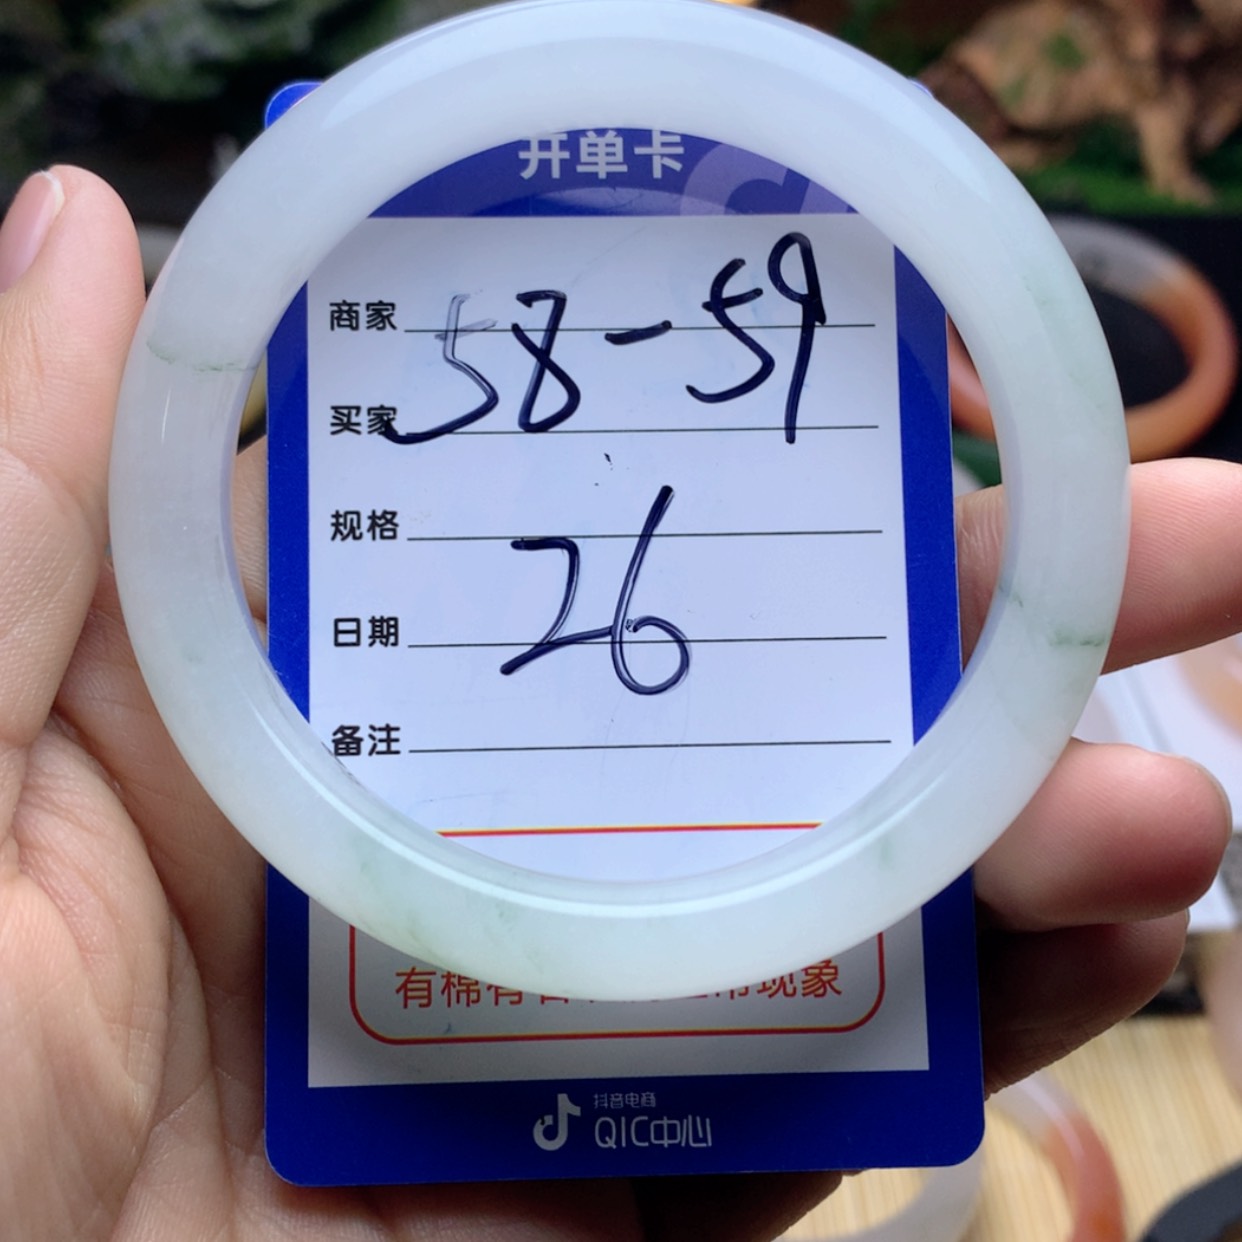 开单卡
商家
58-59
买家
规格
26
日期
备注
有棉有
现象
抖音电商
QIC中心